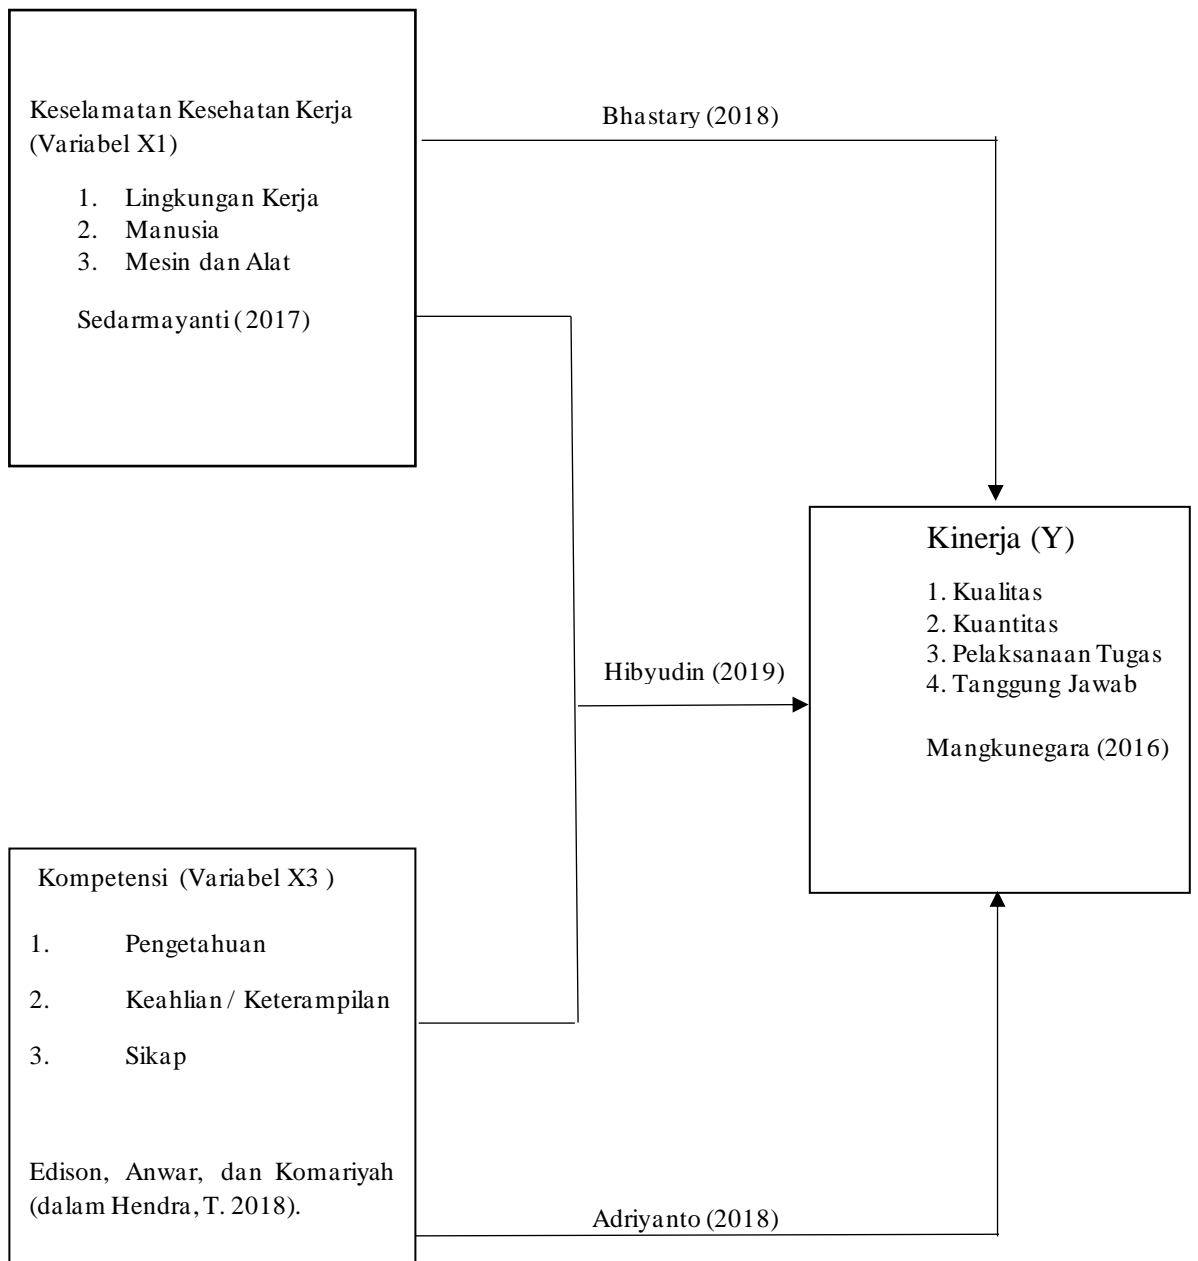 Keselamatan Kesehatan Kerja
(Variabel X1)
1. Lingkungan Kerja
2. Manusia
3. Mesin dan Alat
Sedarmayanti (2017)
Bhastary (2018)
Hibyudin (2019)
Kinerja (Y)
1. Kualitas
2. Kuantitas
3. Pelaksanaan Tugas
4. Tanggung Jawab
Mangkunegara (2016)
Kompetensi (Variabel X3 )
1. Pengetahuan
2. Keahlian / Keterampilan
3. Sikap
Edison, Anwar, dan Komariyah
(dalam Hendra, T. 2018).
Adriyanto (2018)